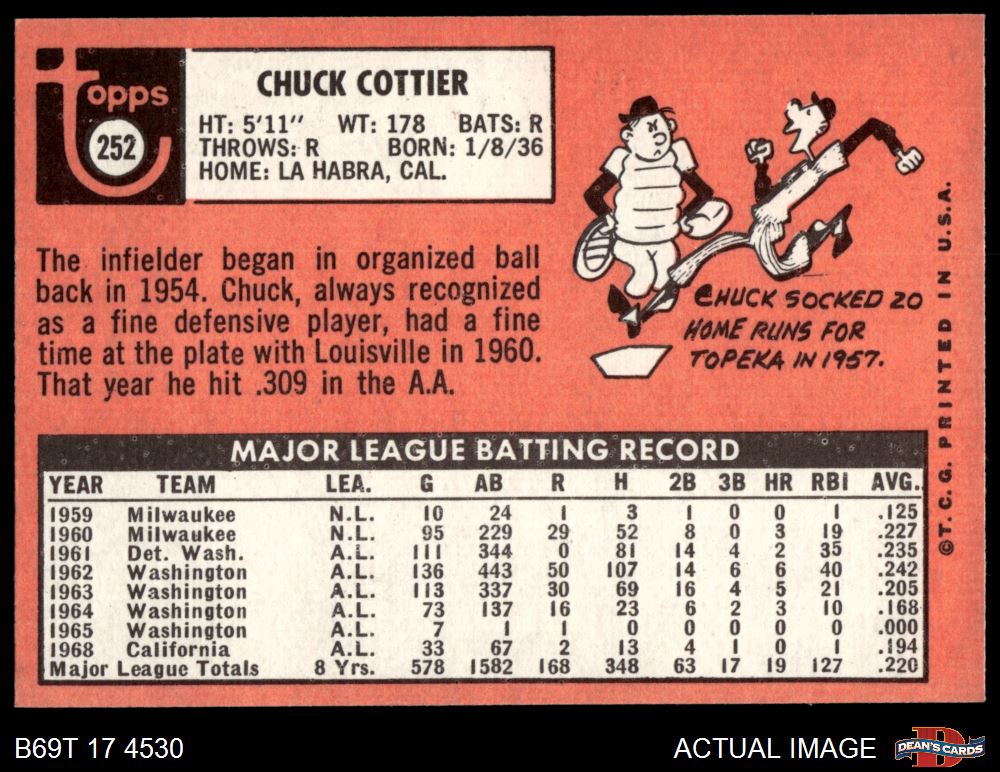 topps
252
CHUCK COTTIER
HT: 5'11" WT: 178 BATS: R
THROWS: R BORN: 1/8/36
HOME: LA HABRA, CAL.
The infielder began in organized ball
back in 1954. Chuck, always recognized
as a fine defensive player, had a fine
time at the plate with Louisville in 1960.
That year he hit .309 in the A.A.
CHUCK SOCKED 20
HOME RUNS FOR
TOPEKA IN 1957.
©T.C.G. PRINTED IN U.S.A.
MAJOR LEAGUE BATTING RECORD
YEAR TEAM LEA. G AB R H 2B 3B HR RBI AVG.
1959 Milwaukee N.L. 10 24 1 3 1 0 0 1 .125
1960 Milwaukee N.L. 95 229 29 52 8 0 3 19 .227
1961 Det. Wash. A.L. 111 344 0 81 14 4 2 35 .235
1962 Washington A.L. 136 443 50 107 14 6 6 40 .242
1963 Washington A.L. 113 337 30 69 16 4 5 21 .205
1964 Washington A.L. 73 137 16 23 6 2 3 10 .168
1965 Washington A.L. 7 1 1 0 0 0 0 0 .000
1968 California A.L. 33 67 2 13 4 1 0 1 .194
Major League Totals 8 Yrs. 578 1582 168 348 63 17 19 127 .220
B69T 17 4530
ACTUAL IMAGE
D
DEAN'S CARDS